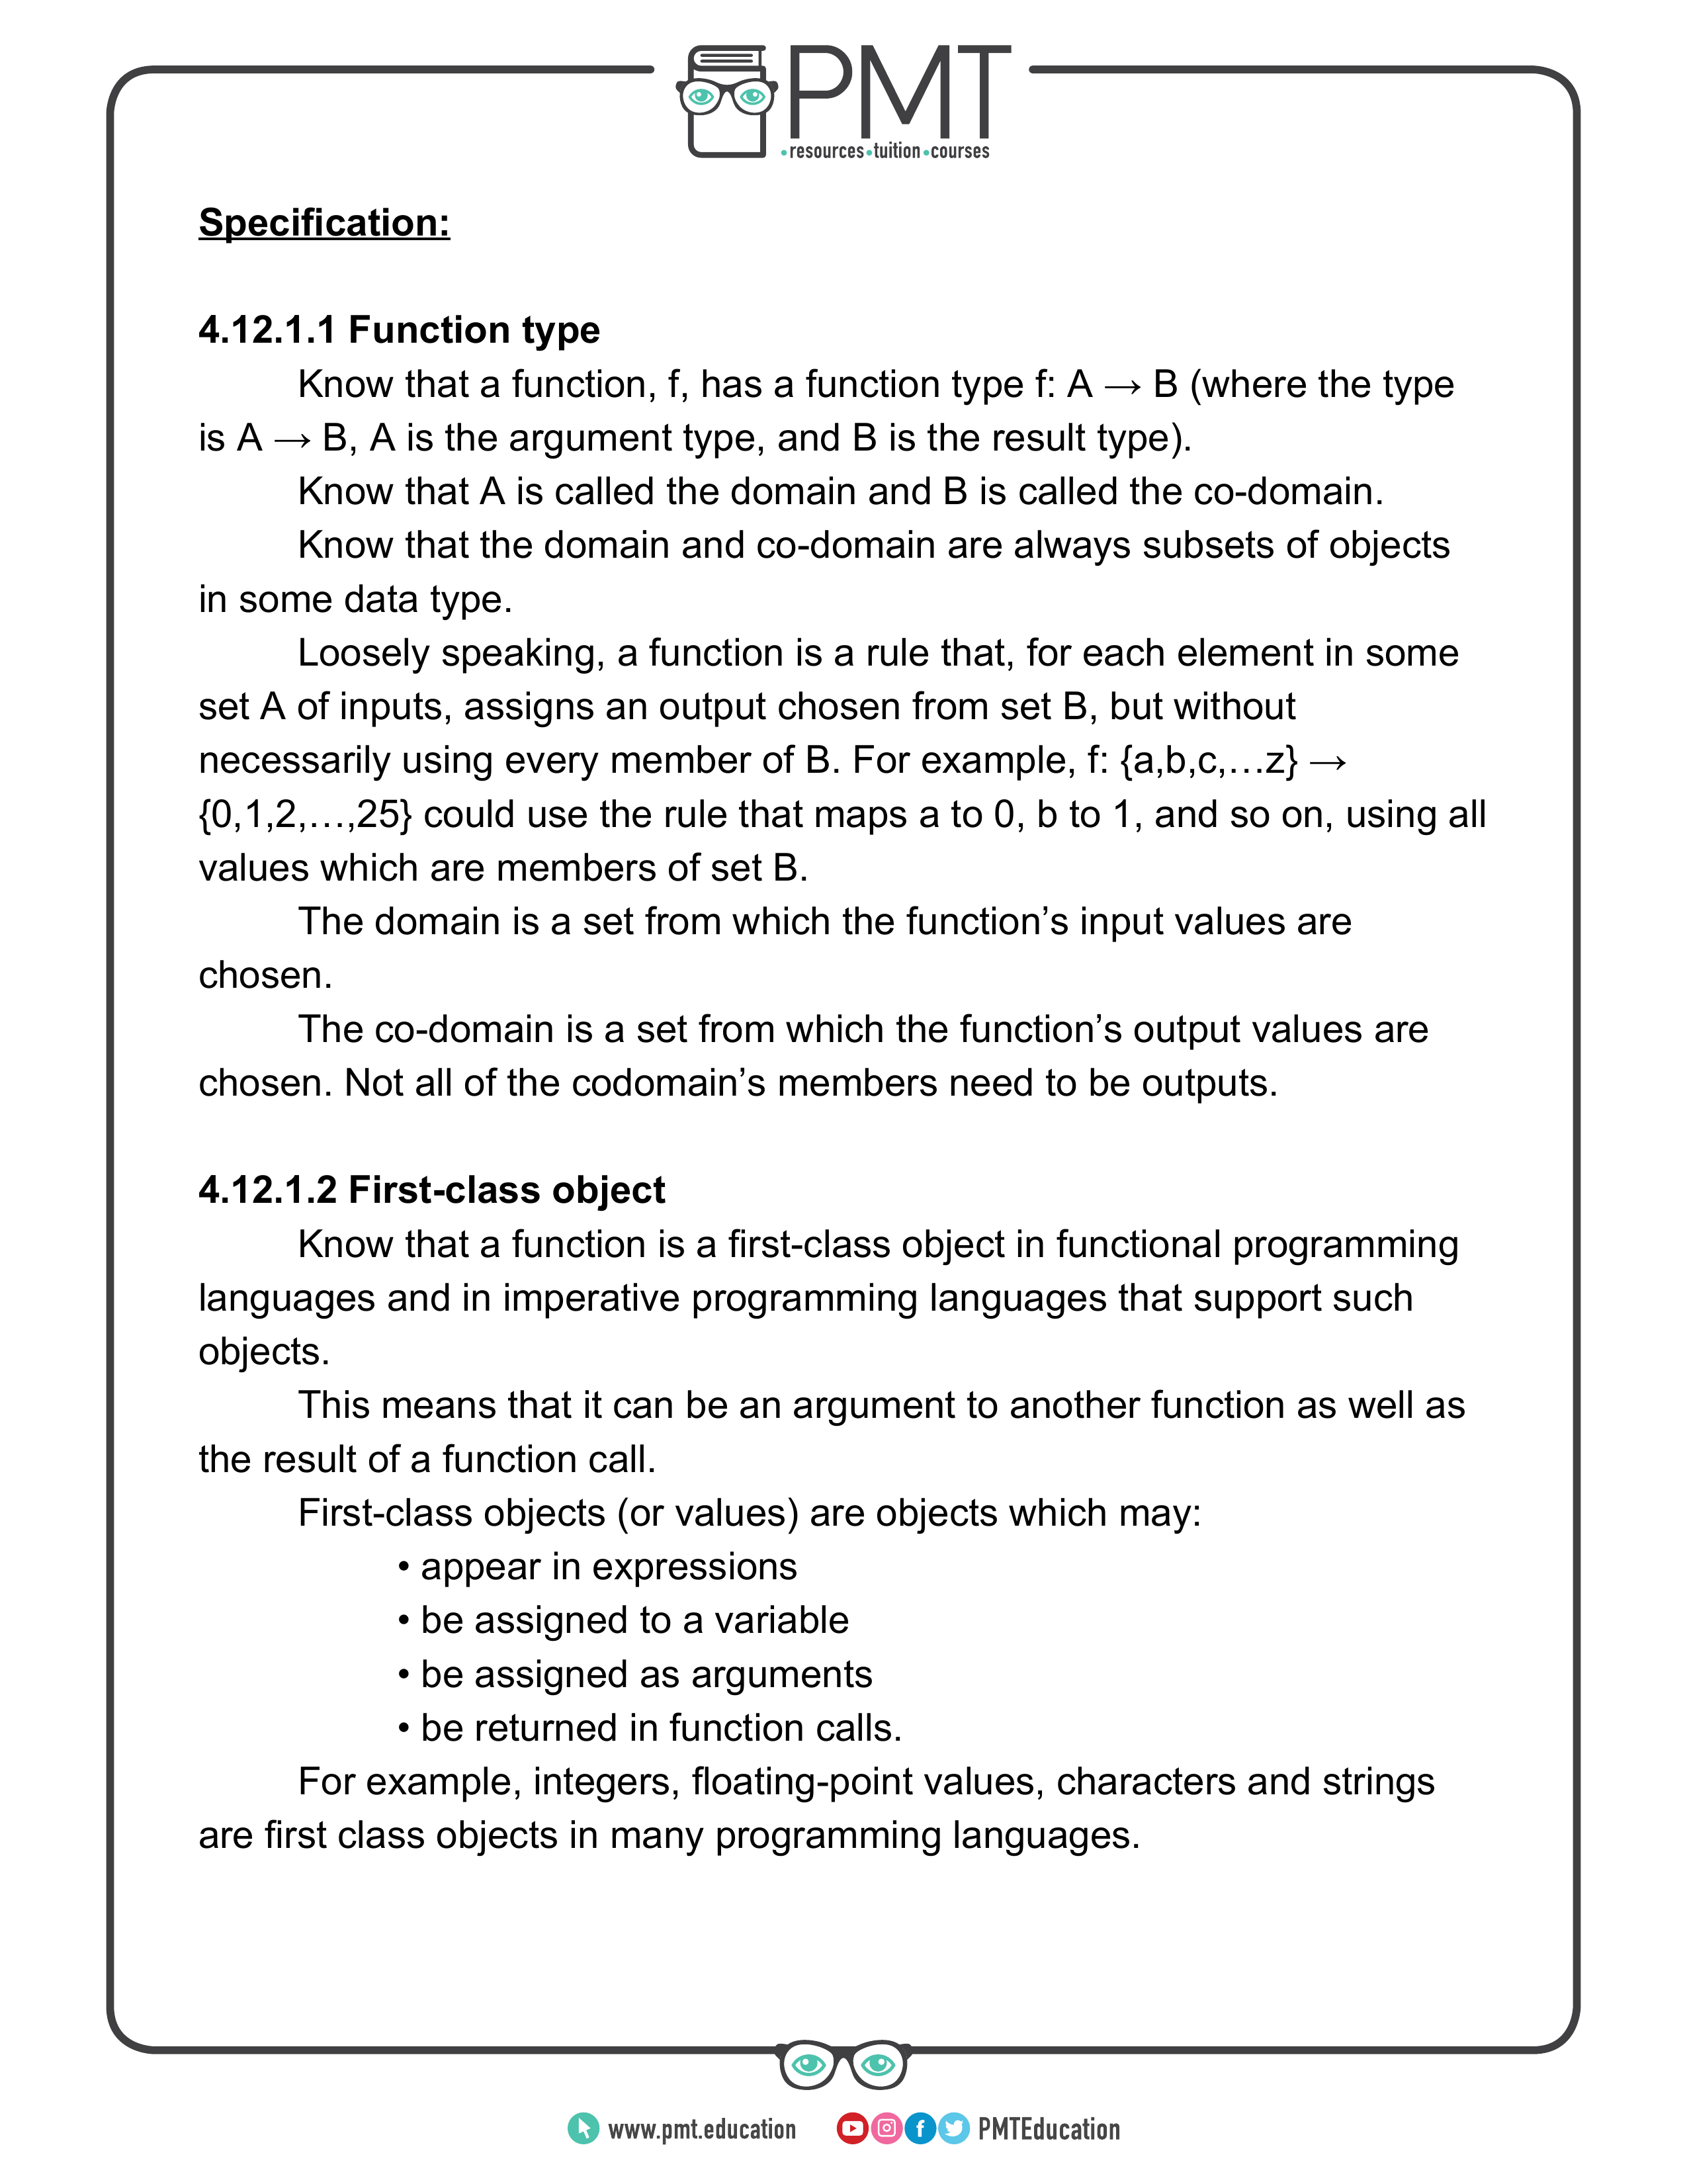 PMT
•resources•tuition•courses
Specification:
4.12.1.1 Function type
Know that a function, f, has a function type f: A → B (where the type
is A → B, A is the argument type, and B is the result type).
Know that A is called the domain and B is called the co-domain.
Know that the domain and co-domain are always subsets of objects
in some data type.
Loosely speaking, a function is a rule that, for each element in some
set A of inputs, assigns an output chosen from set B, but without
necessarily using every member of B. For example, f: {a,b,c,…z} →
{0,1,2,…,25} could use the rule that maps a to 0, b to 1, and so on, using all
values which are members of set B.
The domain is a set from which the function’s input values are
chosen.
The co-domain is a set from which the function’s output values are
chosen. Not all of the codomain’s members need to be outputs.
4.12.1.2 First-class object
Know that a function is a first-class object in functional programming
languages and in imperative programming languages that support such
objects.
This means that it can be an argument to another function as well as
the result of a function call.
First-class objects (or values) are objects which may:
• appear in expressions
• be assigned to a variable
• be assigned as arguments
• be returned in function calls.
For example, integers, floating-point values, characters and strings
are first class objects in many programming languages.
www.pmt.education
PMTEducation